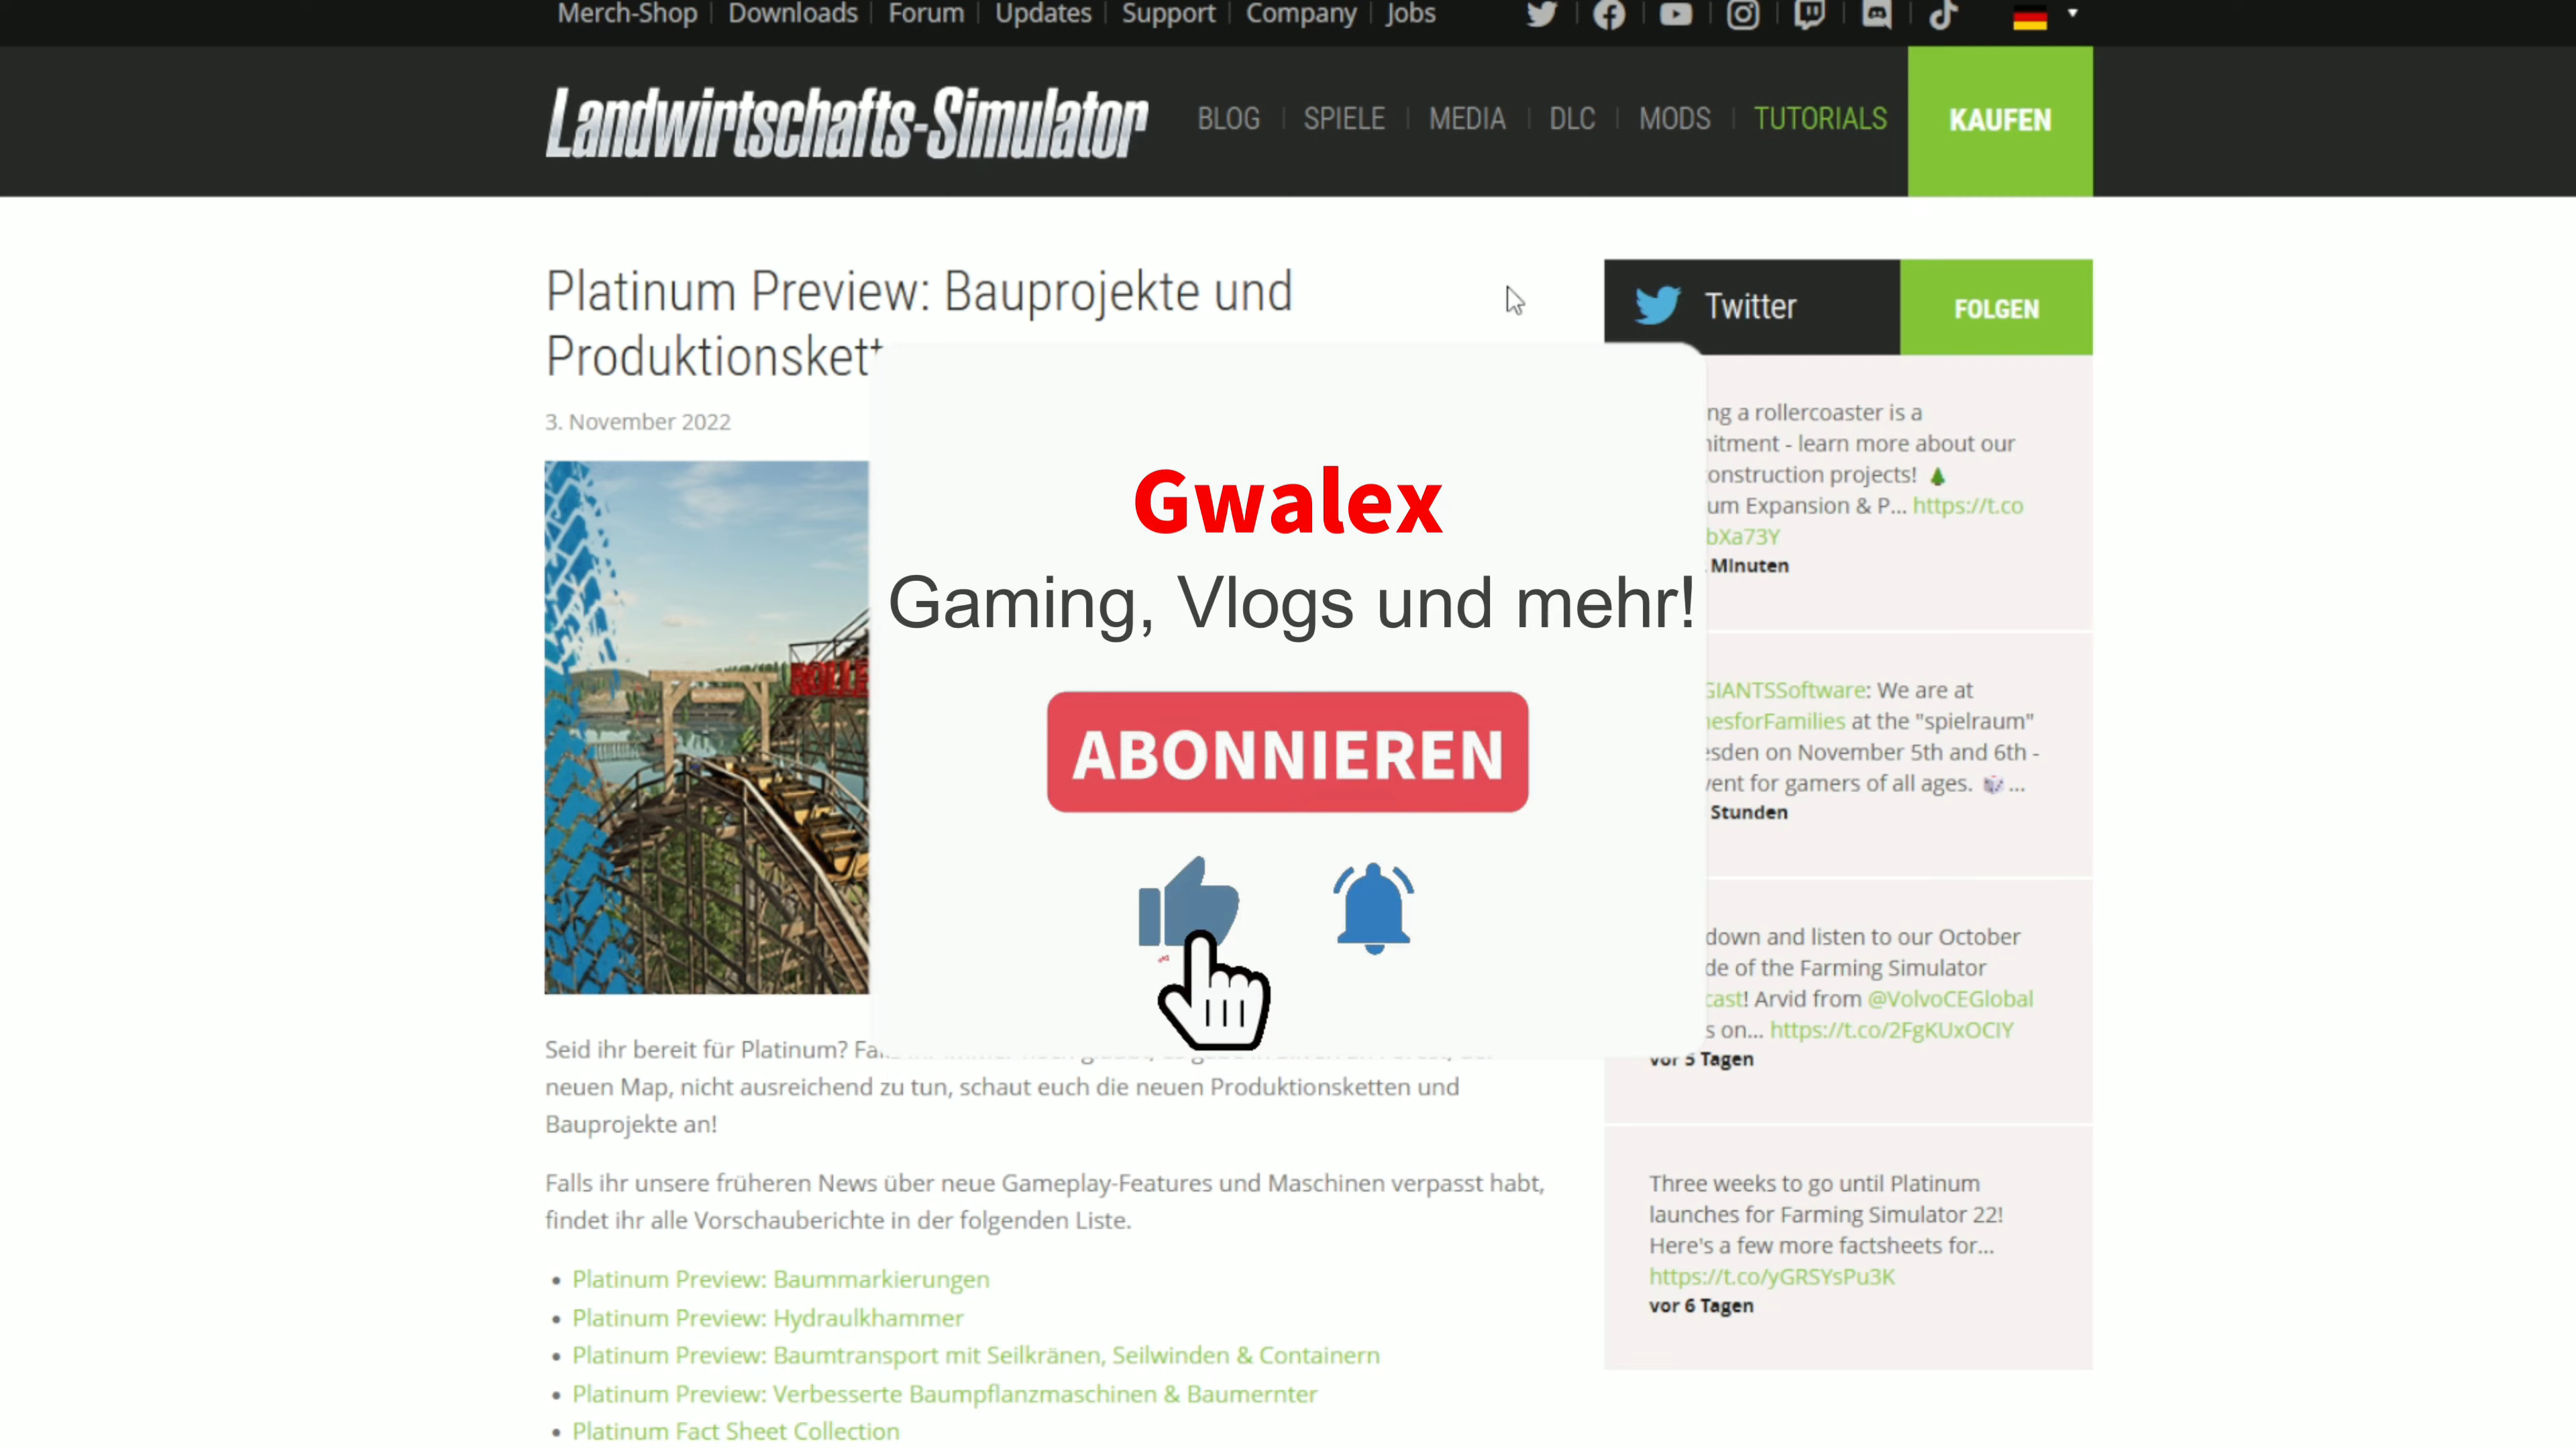 Merch-Shop
Downloads
Forum
Updates
Support
Company
Jobs
Landwirtschafts-Simulator
BLOG
SPIELE
MEDIA
DLC
MODS
TUTORIALS
KAUFEN
Platinum Preview: Bauprojekte und
Produktionskett
3. November 2022
ROLLE
Gwalex
Gaming, Vlogs und mehr!
ABONNIEREN
Seid ihr bereit für Platinum?
neuen Map, nicht ausreichend zu tun, schaut euch die neuen Produktionsketten und
Bauprojekte an!
Falls ihr unsere früheren News über neue Gameplay-Features und Maschinen verpasst habt,
findet ihr alle Vorschauberichte in der folgenden Liste.
Platinum Preview: Baummarkierungen
Platinum Preview: Hydraulkhammer
Platinum Preview: Baumtransport mit Seilkränen, Seilwinden & Containern
Platinum Preview: Verbesserte Baumpflanzmaschinen & Baumernter
Platinum Fact Sheet Collection
Twitter
FOLGEN
ng a rollercoaster is a
itment - learn more about our
onstruction projects!
um Expansion & P... https://t.co
bXa73Y
Minuten
GIANTSSoftware: We are at
esforFamilies at the "spielraum"
esden on November 5th and 6th -
vent for gamers of all ages. ...
Stunden
down and listen to our October
de of the Farming Simulator
cast! Arvid from @VolvoCEGlobal
s on... https://t.co/2FgKUxOCIY
vor 5 Tagen
Three weeks to go until Platinum
launches for Farming Simulator 22!
Here's a few more factsheets for...
https://t.co/yGRSYsPu3K
vor 6 Tagen